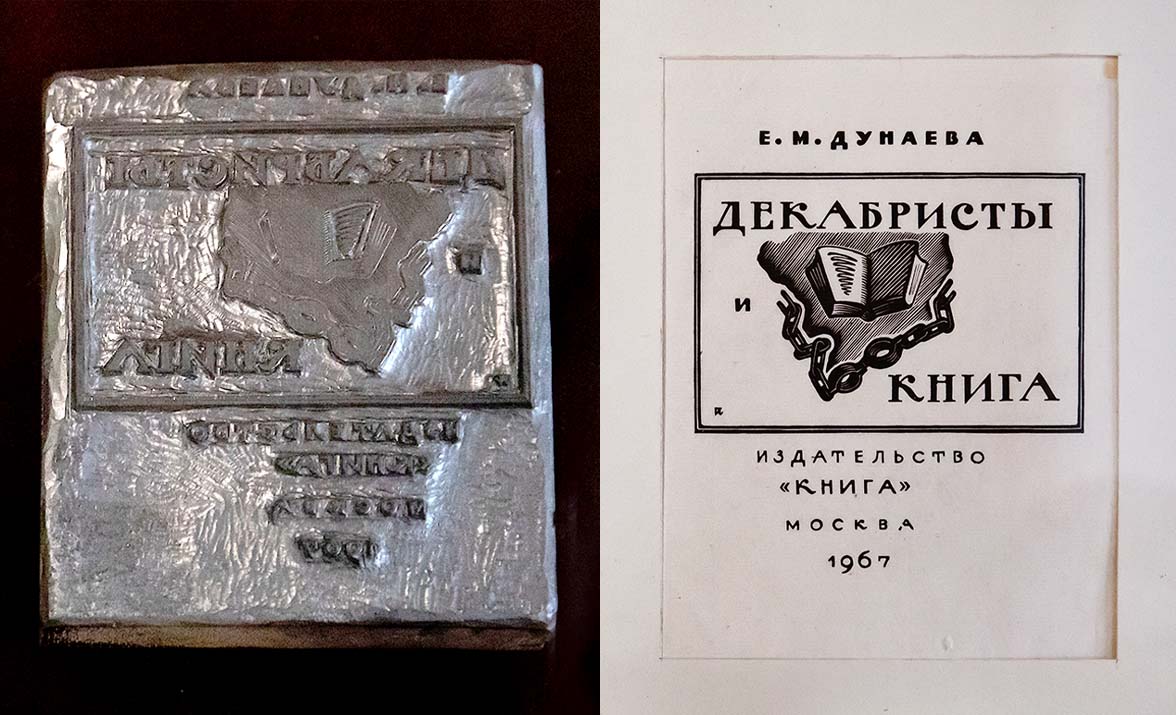 Е. М. ДУНАЕВА
ДЕКАБРИСТЫ
И
КНИГА
ИЗДАТЕЛЬСТВО
«КНИГА»
МОСКВА
1967